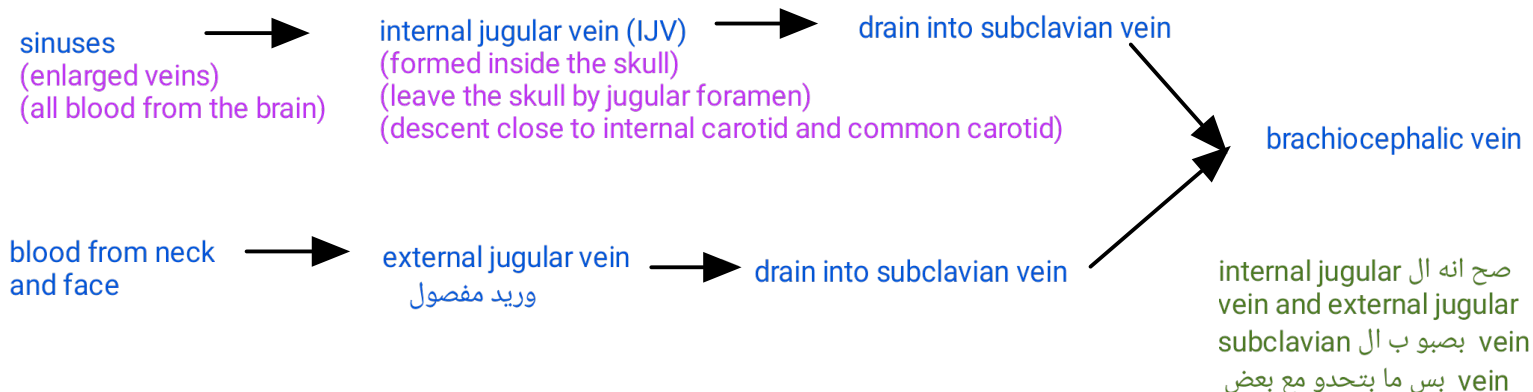 sinuses
(enlarged veins)
(all blood from the brain)
internal jugular vein (IJV)
(formed inside the skull)
(leave the skull by jugular foramen)
(descent close to internal carotid and common carotid)
drain into subclavian vein
brachiocephalic vein
blood from neck
and face
external jugular vein
وريد مفصول
drain into subclavian vein
صح انه ال internal jugular
vein and external jugular
vein بصبو ب ال subclavian
vein بس ما بتحدو مع بعض